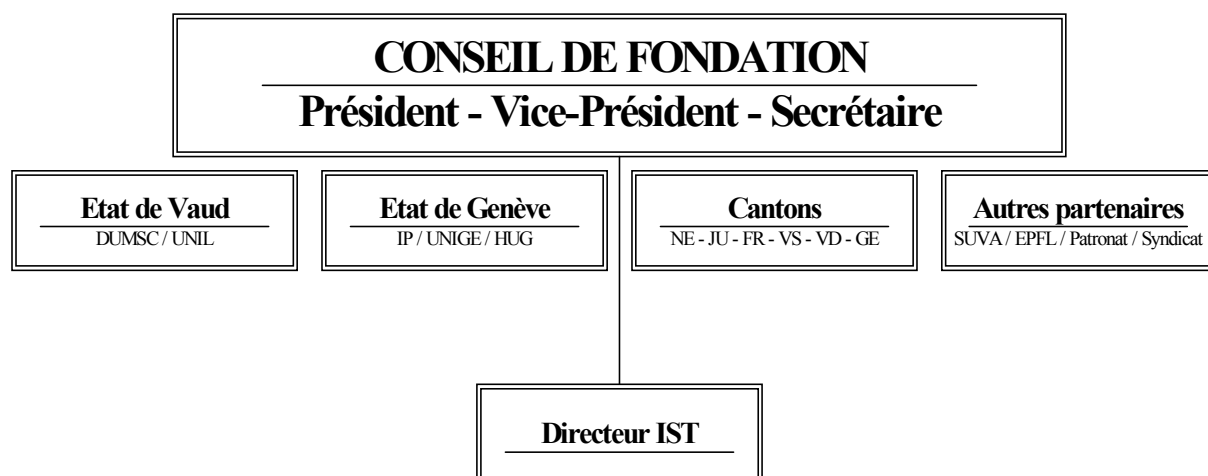 CONSEIL DE FONDATION
Président - Vice-Président - Secrétaire
Etat de Vaud
DUMSC / UNIL
Etat de Genève
IP / UNIGE / HUG
Cantons
NE - JU - FR - VS - VD - GE
Autres partenaires
SUVA / EPFL / Patronat / Syndicat
Directeur IST